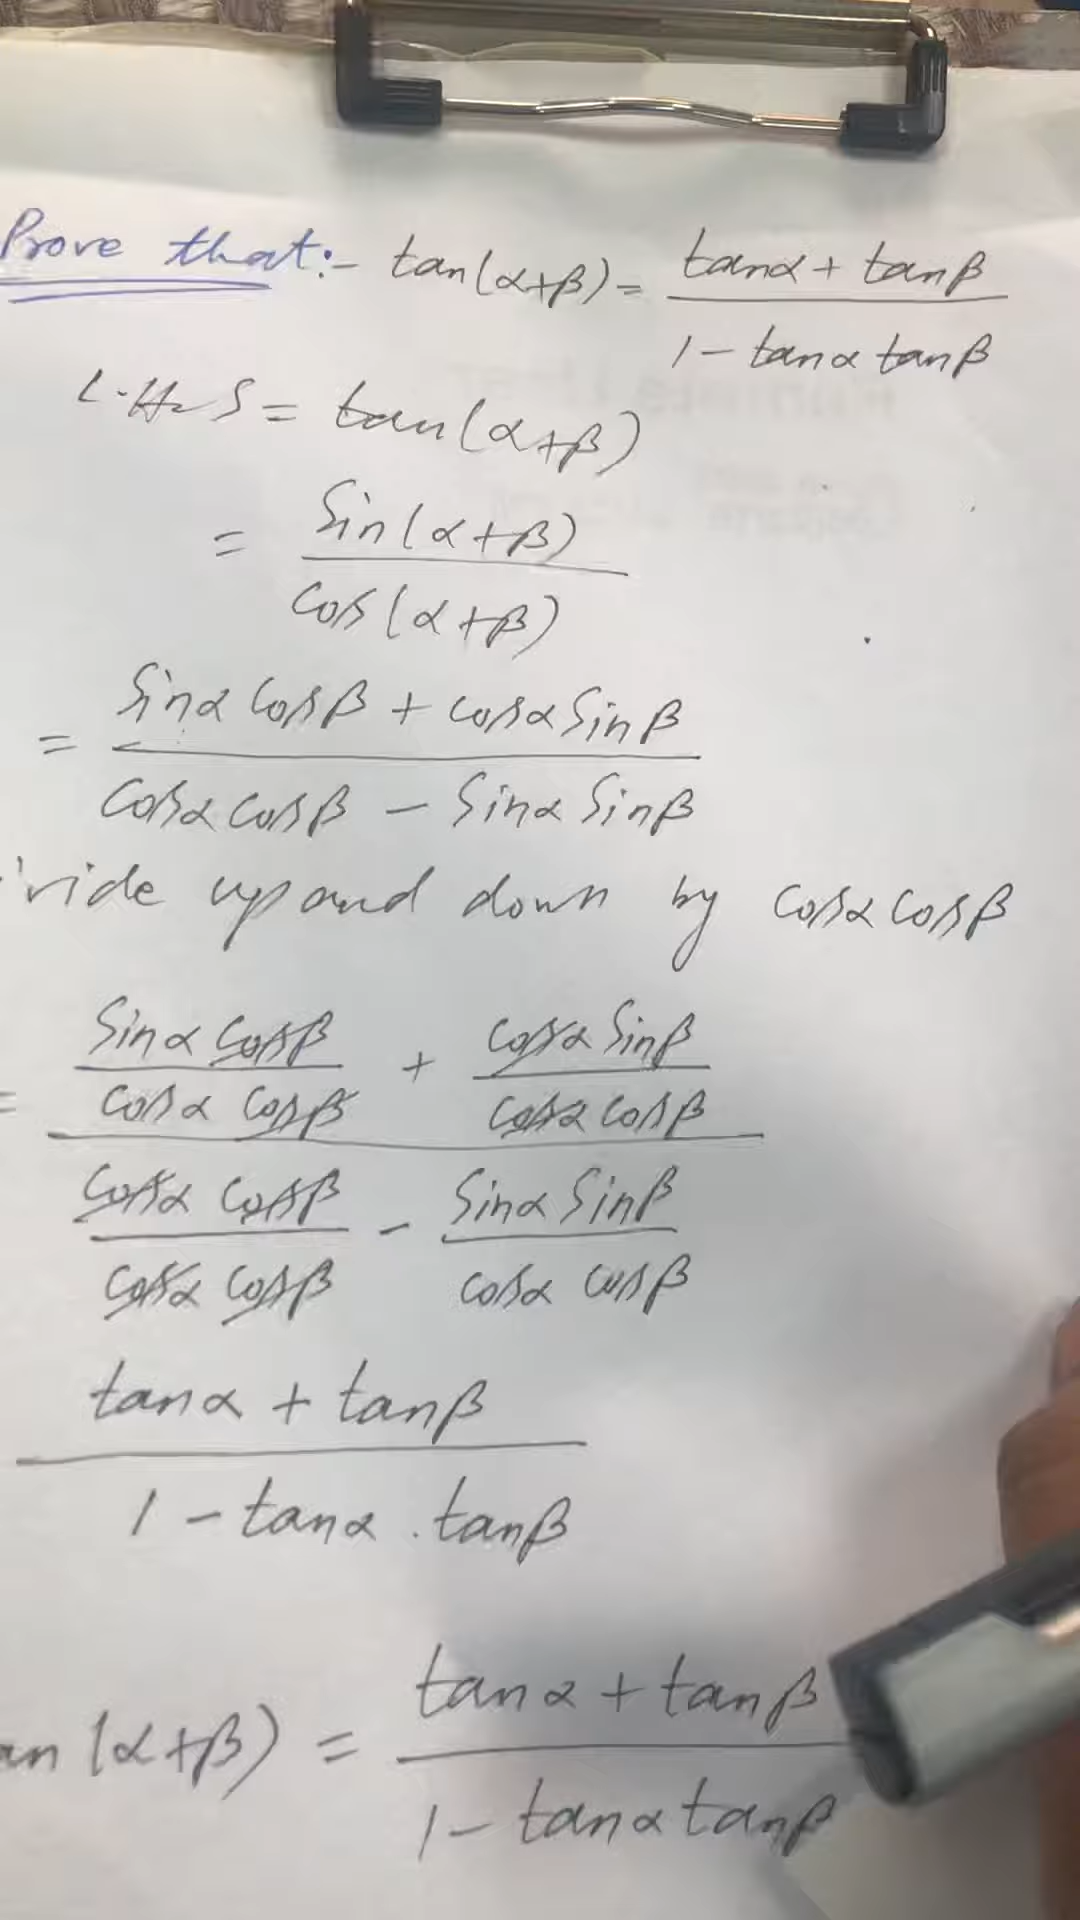 Prove that:- tan(α+β) = tanα + tanβ / 1 - tanα tanβ
L.H.S = tan(α+β)
= Sin(α+β) / Cos(α+β)
= Sinα Cosβ + Cosα Sinβ / Cosα Cosβ - Sinα Sinβ
ivide up and down by Cosα Cosβ
= Sinα Cosβ / Cosα Cosβ + Cosα Sinβ / Cosα Cosβ
Cosα Cosβ / Cosα Cosβ - Sinα Sinβ / Cosα Cosβ
tanα + tanβ
1 - tanα . tanβ
an (α+β) = tanα + tanβ / 1 - tanα tanβ